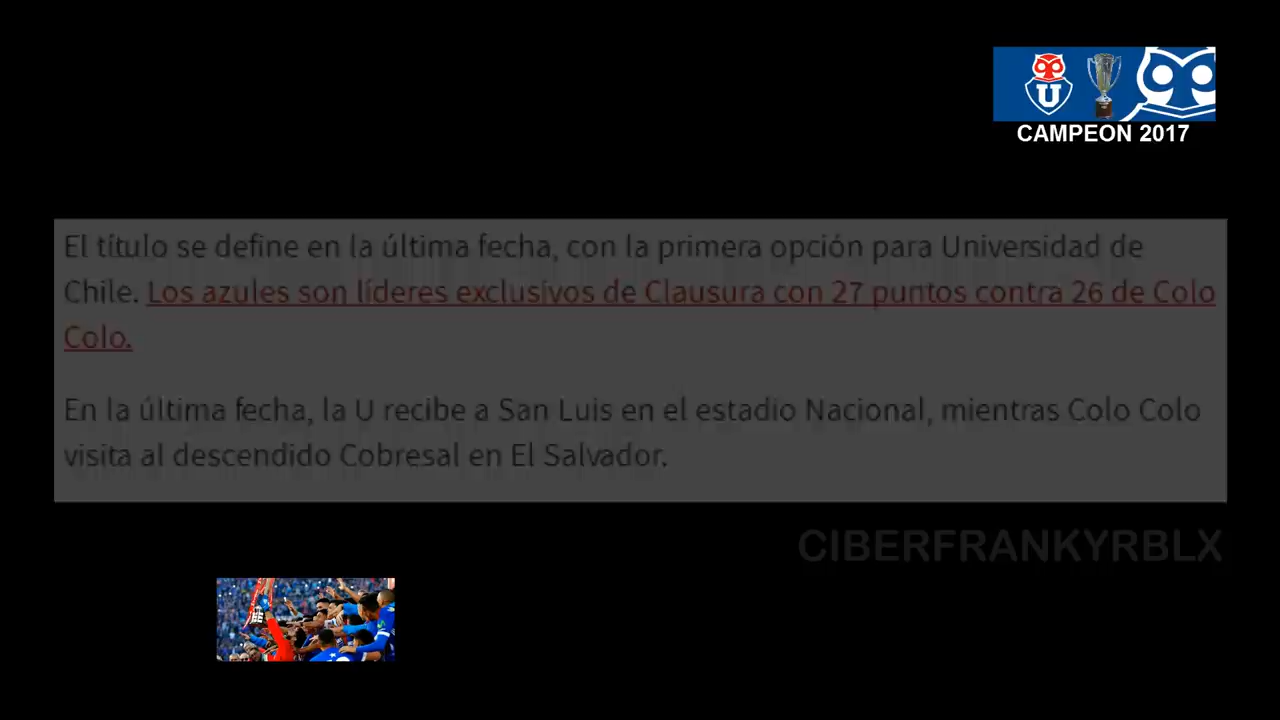 U
CAMPEON 2017
El título se define en la última fecha, con la primera opción para Universidad de
Chile. Los azules son líderes exclusivos de Clausura con 27 puntos contra 26 de Colo
Colo.
En la última fecha, la U recibe a San Luis en el estadio Nacional, mientras Colo Colo
visita al descendido Cobresal en El Salvador.
CIBERFRANKYRBLX